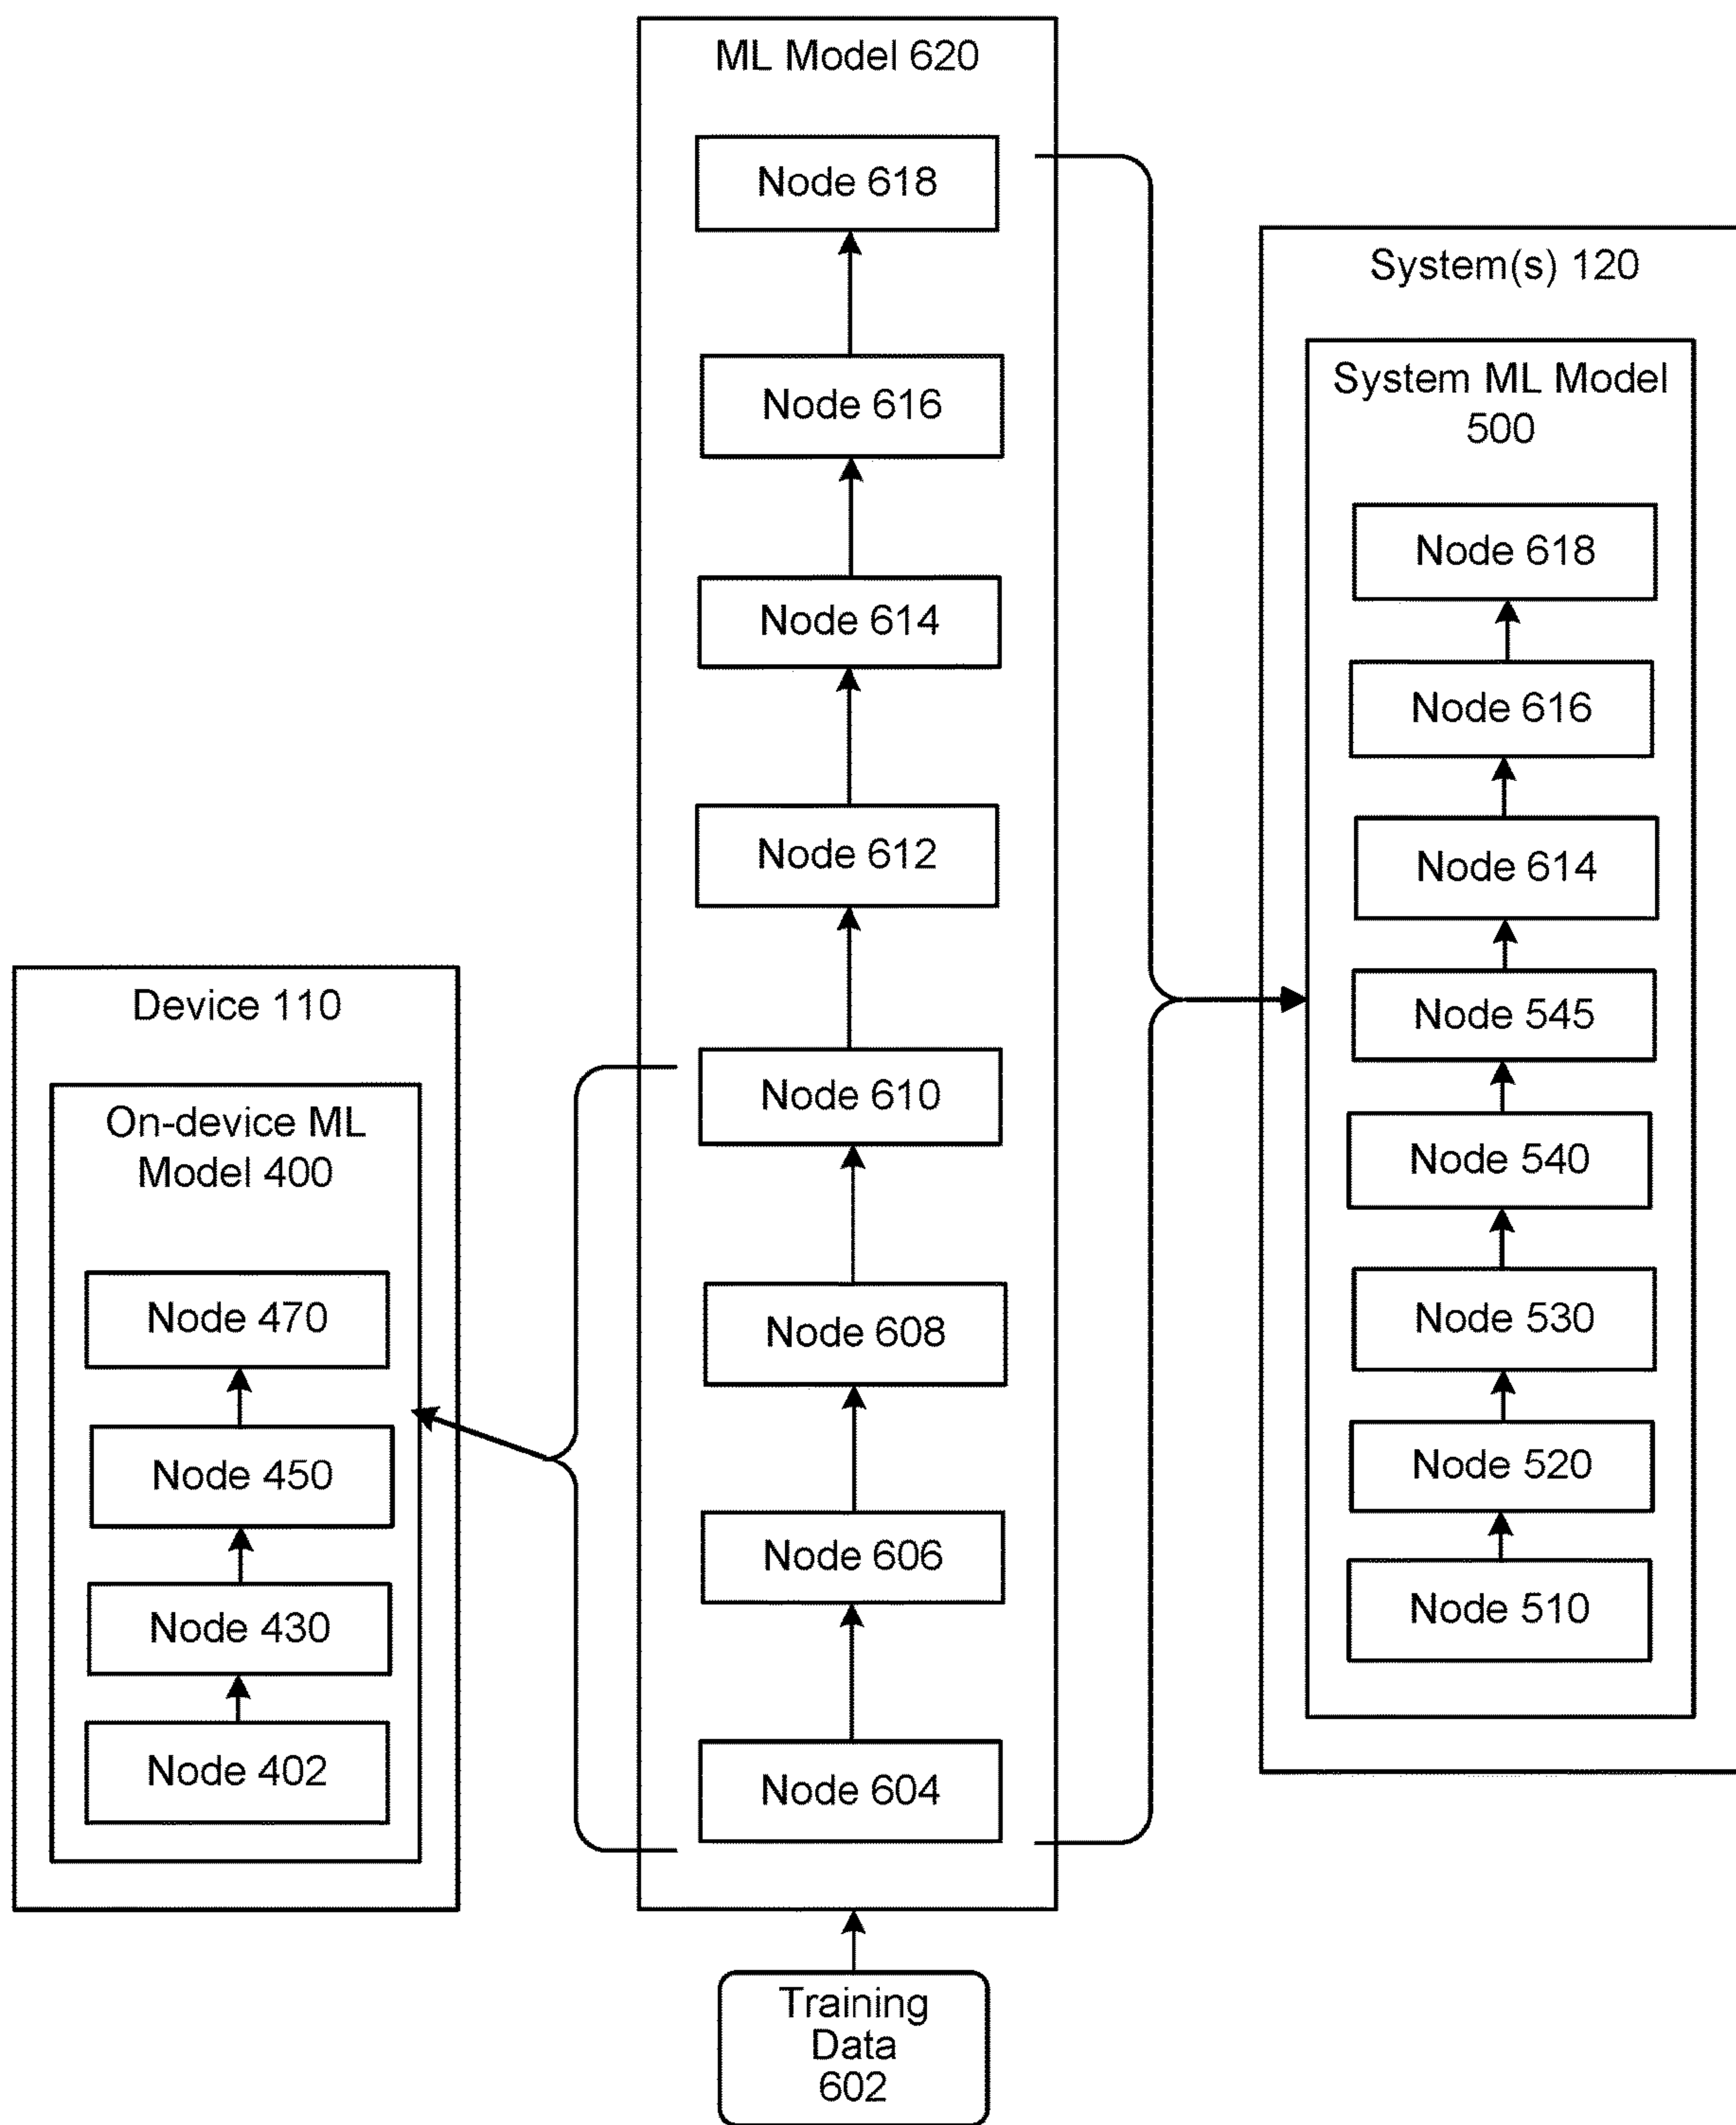 ML Model 620
Node 618
Node 616
Node 614
Node 612
Node 610
Node 608
Node 606
Node 604
Training
Data
602
Device 110
On-device ML
Model 400
Node 470
Node 450
Node 430
Node 402
System(s) 120
System ML Model
500
Node 618
Node 616
Node 614
Node 545
Node 540
Node 530
Node 520
Node 510